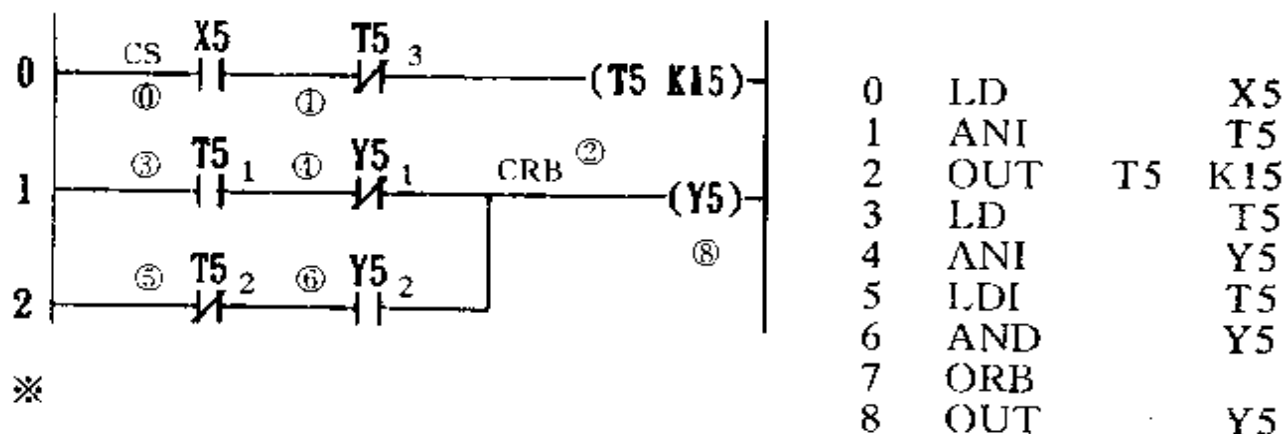 CS X5 T5 3
0 (T5 K15)
⓪ ①
③ T5 1 ④ Y5 1 CRB ②
1 (Y5)
⑧
⑤ T5 2 ⑥ Y5 2
2
※
0 LD X5
1 ANI T5
2 OUT T5 K15
3 LD T5
4 ANI Y5
5 LDI T5
6 AND Y5
7 ORB
8 OUT Y5